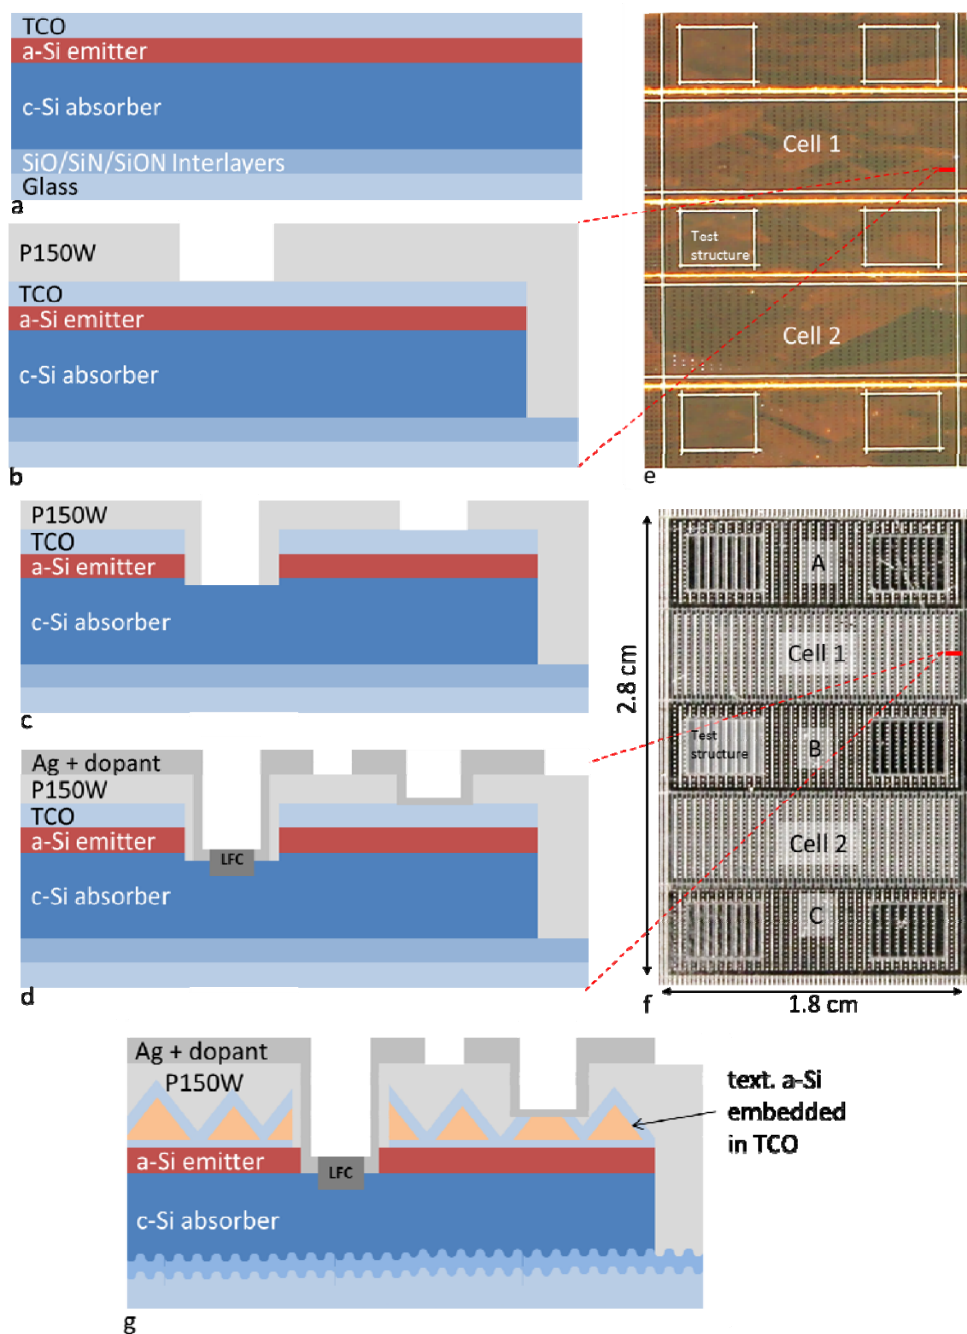 TCO
a-Si emitter
c-Si absorber
SiO/SiN/SiON Interlayers
Glass
a
P150W
TCO
a-Si emitter
c-Si absorber
b
Cell 1
Test
structure
Cell 2
e
P150W
TCO
a-Si emitter
c-Si absorber
c
Ag + dopant
P150W
TCO
a-Si emitter
LFC
c-Si absorber
d
2.8 cm
A
Cell 1
Test
structure
B
Cell 2
C
f
1.8 cm
Ag + dopant
P150W
a-Si emitter
LFC
c-Si absorber
text. a-Si
embedded
in TCO
g